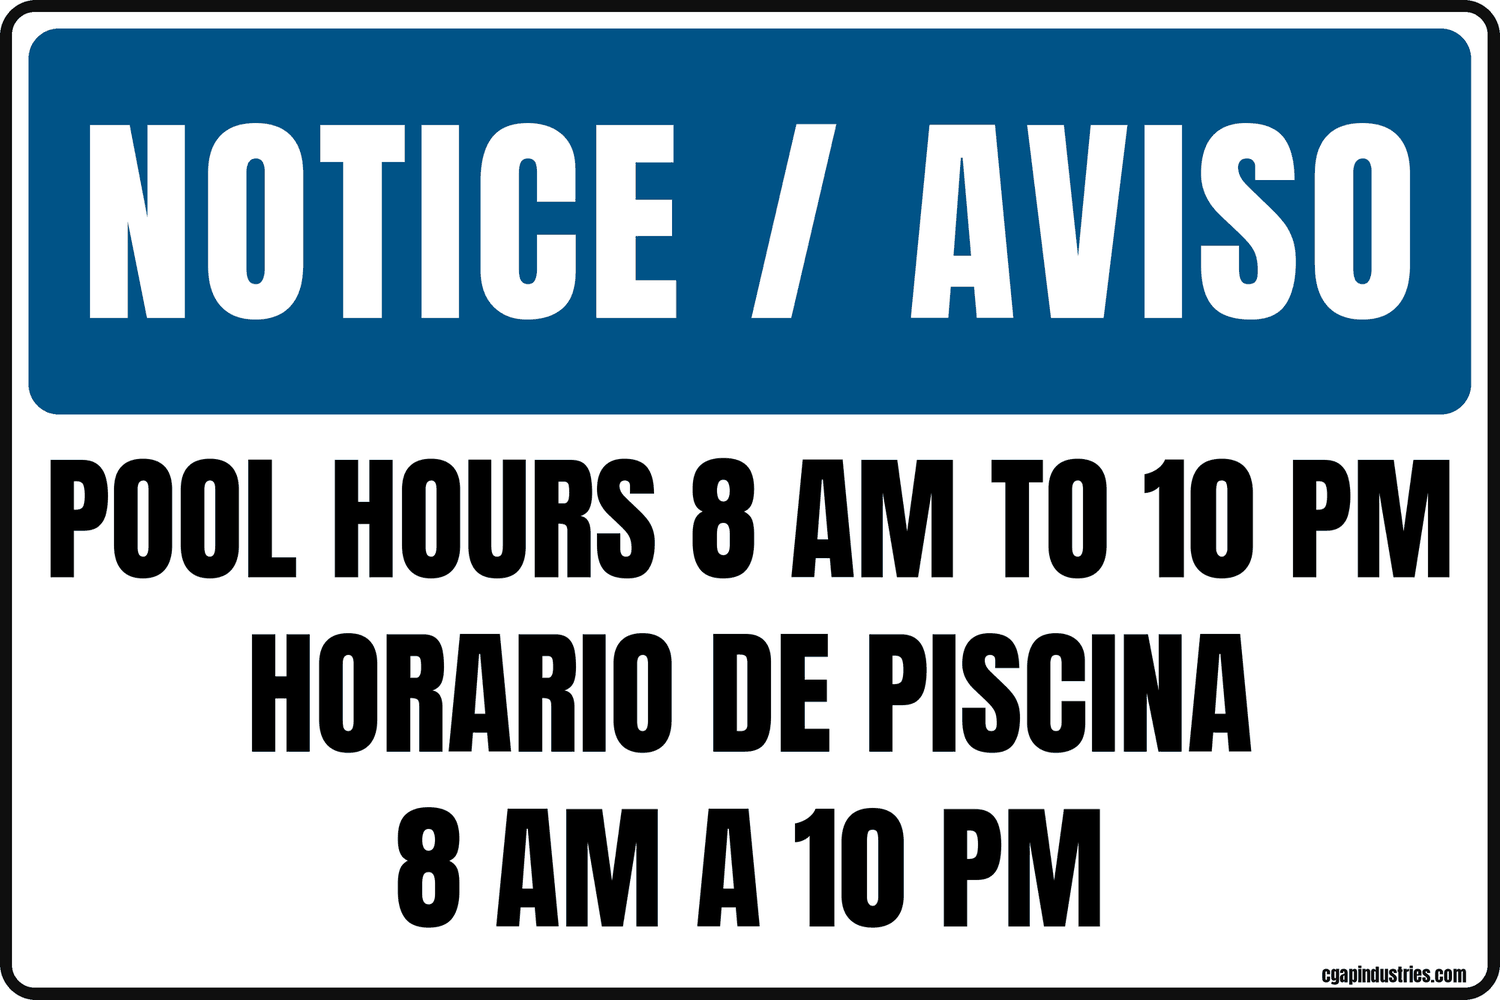 NOTICE / AVISO
POOL HOURS 8 AM TO 10 PM
HORARIO DE PISCINA
8 AM A 10 PM
cgapindustries.com